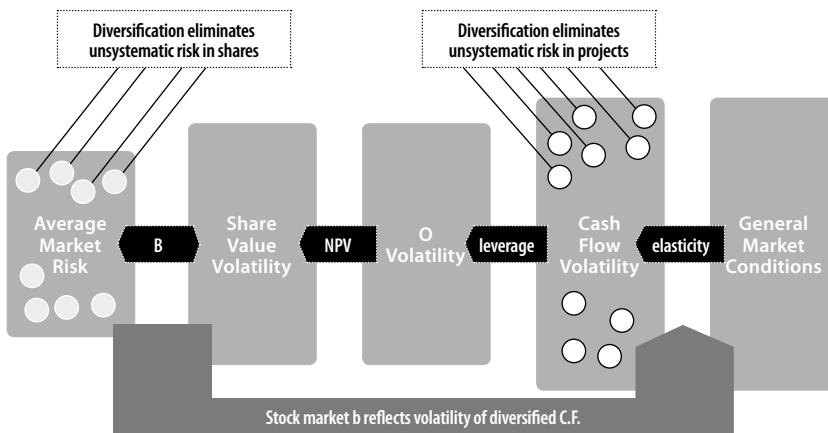 Diversification eliminates
unsystematic risk in shares
Diversification eliminates
unsystematic risk in projects
Average
Market
Risk
B
Share
Value
Volatility
NPV
O
Volatility
leverage
Cash
Flow
Volatility
elasticity
General
Market
Conditions
Stock market b reflects volatility of diversified C.F.